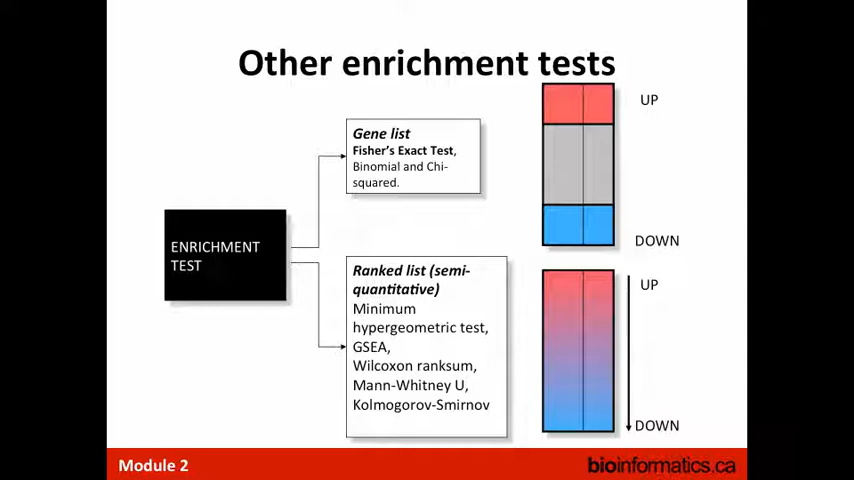 Other enrichment tests
UP
Gene list
Fisher's Exact Test,
Binomial and Chi-
squared.
ENRICHMENT
TEST
DOWN
Ranked list (semi-
quantitative)
Minimum
hypergeometric test,
GSEA,
Wilcoxon ranksum,
Mann-Whitney U,
Kolmogorov-Smirnov
UP
DOWN
Module 2
bioinformatics.ca